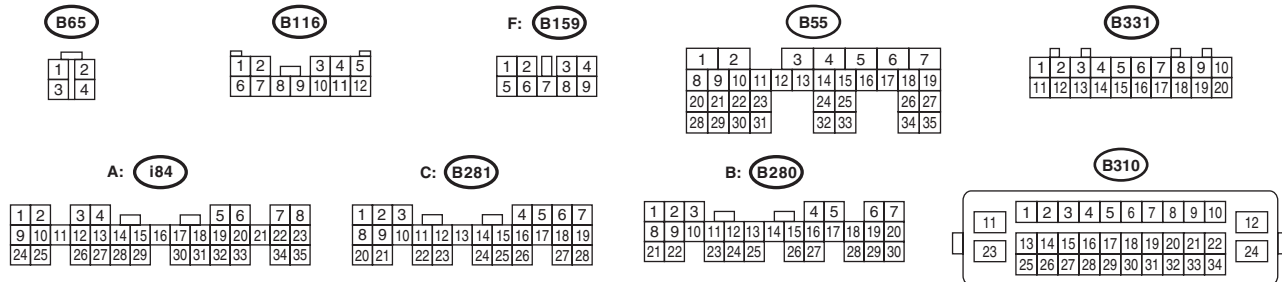 B65
B116
F: B159
B55
B331
1 2
3 4
1 2 3 4 5
6 7 8 9 10 11 12
1 2 3 4
5 6 7 8 9
1 2 3 4 5 6 7
8 9 10 11 12 13 14 15 16 17 18 19
20 21 22 23 24 25 26 27
28 29 30 31 32 33 34 35
1 2 3 4 5 6 7 8 9 10
11 12 13 14 15 16 17 18 19 20
A: i84
C: B281
B: B280
B310
1 2 3 4 5 6 7 8
9 10 11 12 13 14 15 16 17 18 19 20 21 22 23
24 25 26 27 28 29 30 31 32 33 34 35
1 2 3 4 5 6 7
8 9 10 11 12 13 14 15 16 17 18 19
20 21 22 23 24 25 26 27 28
1 2 3 4 5 6 7
8 9 10 11 12 13 14 15 16 17 18 19 20
21 22 23 24 25 26 27 28 29 30
11 1 2 3 4 5 6 7 8 9 10 12
23 13 14 15 16 17 18 19 20 21 22 24
25 26 27 28 29 30 31 32 33 34